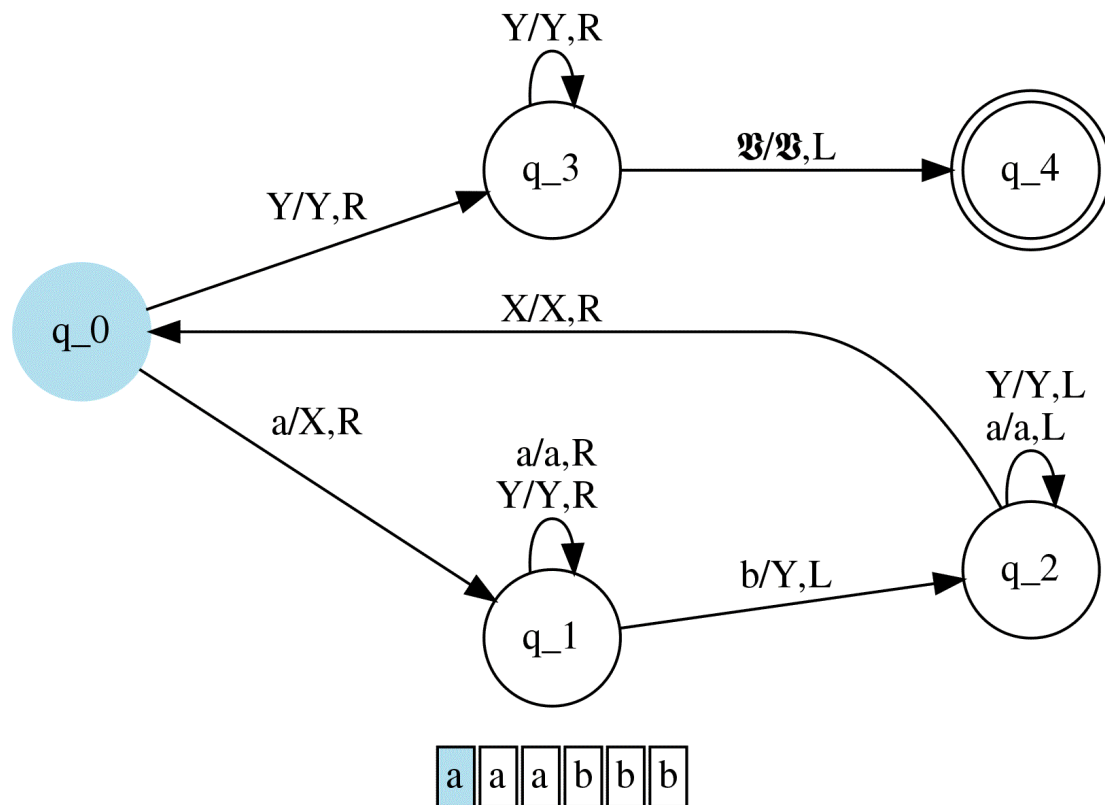 Y/Y,R
q_3
𝔙/𝔙,L
q_4
Y/Y,R
q_0
X/X,R
a/X,R
Y/Y,L
a/a,L
q_2
a/a,R
Y/Y,R
q_1
b/Y,L
a a a b b b